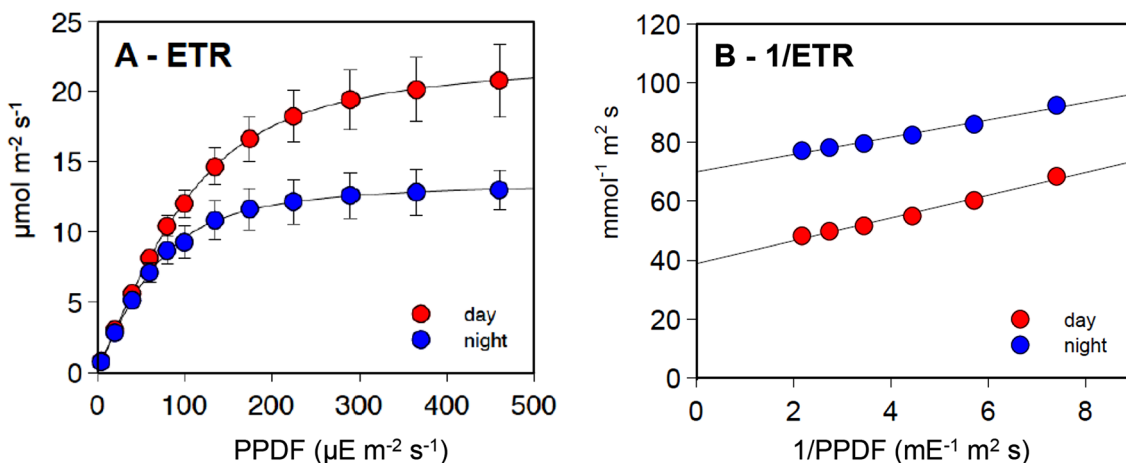 A - ETR
µmol m-2 s-1
25
20
15
10
5
0
0 100 200 300 400 500
PPDF (µE m-2 s-1)
day
night
B - 1/ETR
mmol-1 m2 s
120
100
80
60
40
20
0
0 2 4 6 8
1/PPDF (mE-1 m2 s)
day
night